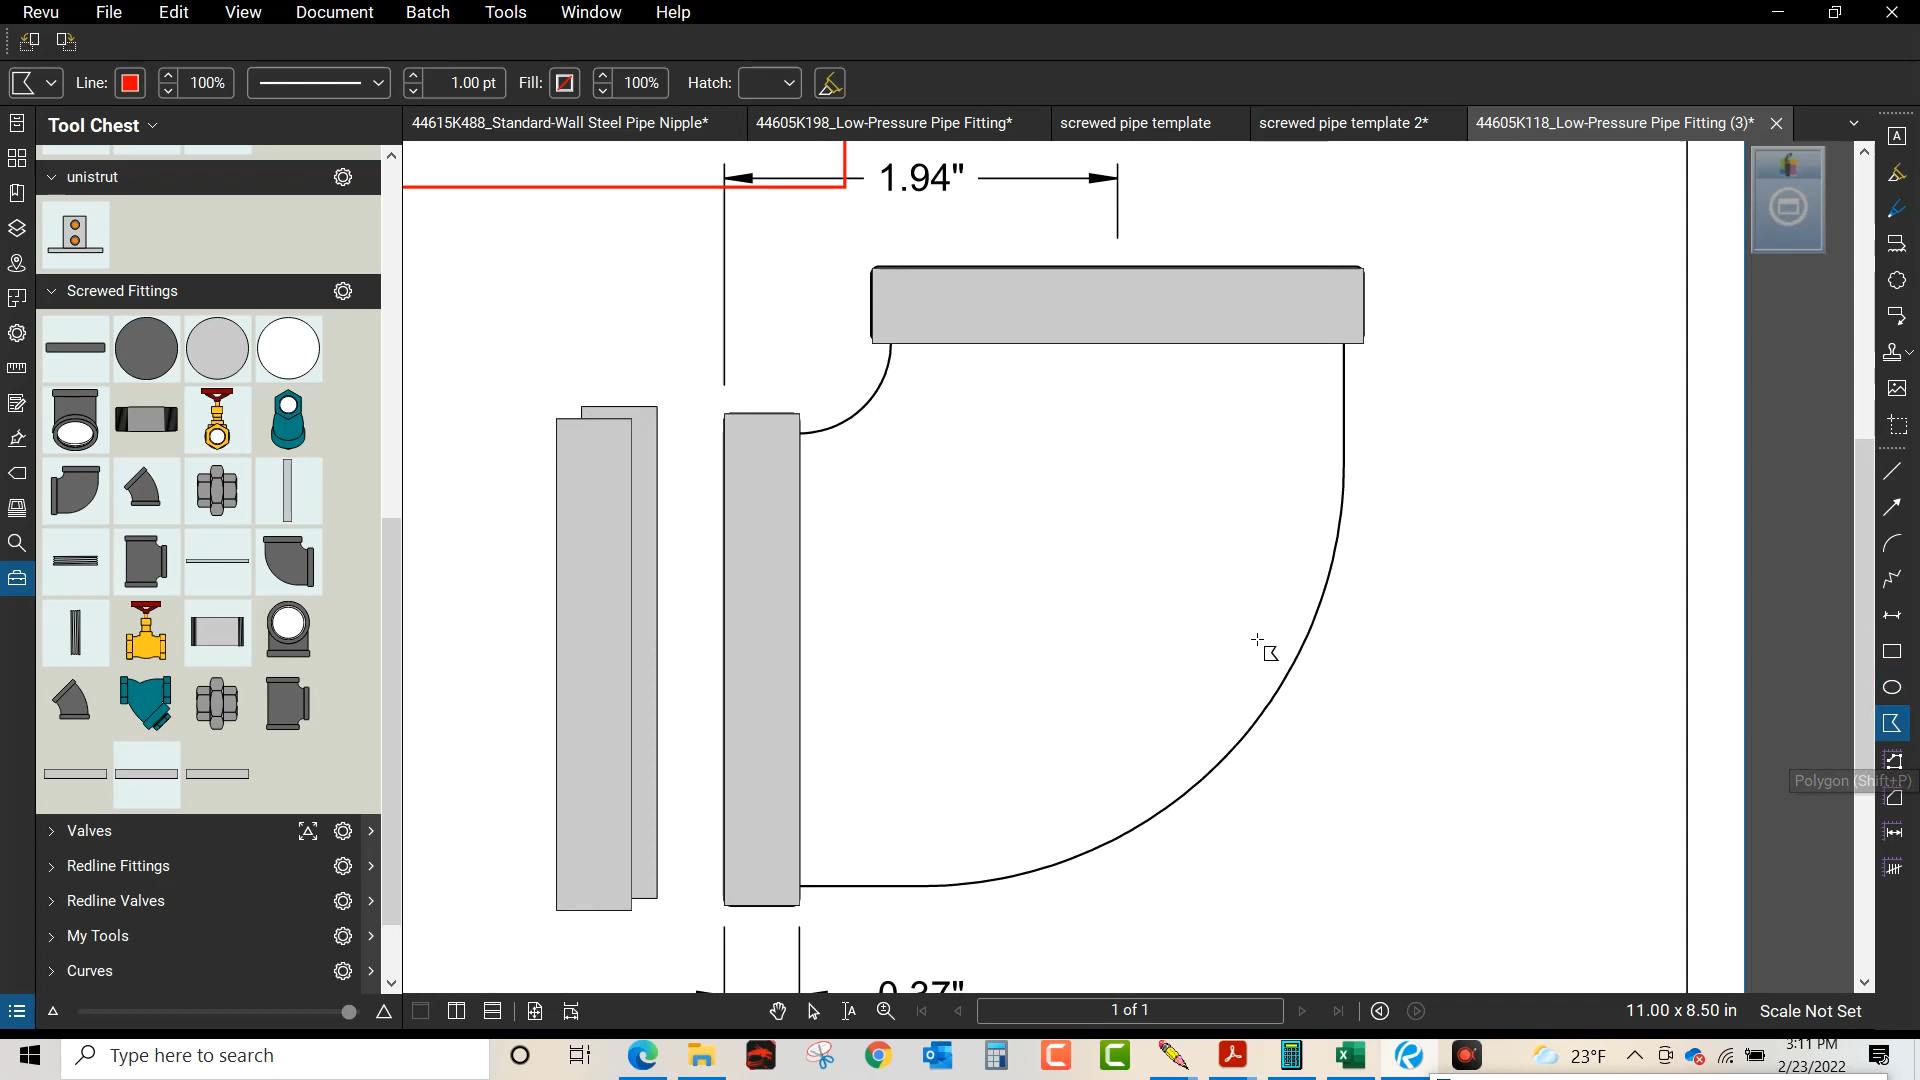 Revu File Edit View Document Batch Tools Window Help
Line: 100% 1.00 pt Fill: 100% Hatch:
Tool Chest
44615K488_Standard-Wall Steel Pipe Nipple* 44605K198_Low-Pressure Pipe Fitting* screwed pipe template screwed pipe template 2* 44605K118_Low-Pressure Pipe Fitting (3)*
unistrut
1.94"
Screwed Fittings
Polygon (Shift+P)
Valves
Redline Fittings
Redline Valves
My Tools
Curves
0.37"
1 of 1 11.00 x 8.50 in Scale Not Set
Type here to search
23°F
3:11 PM
2/23/2022